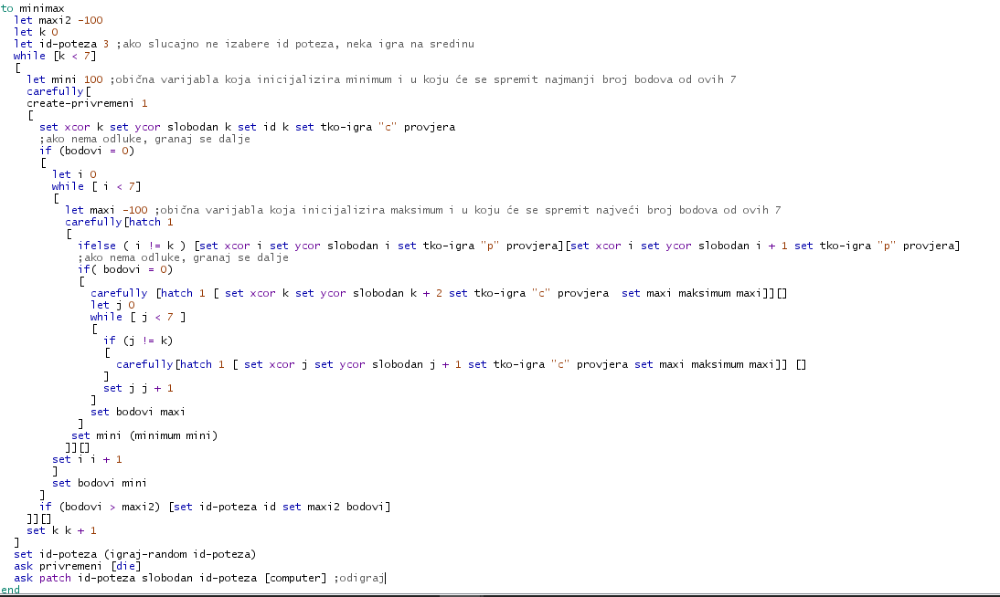 to minimax
let maxi2 -100
let k 0
let id-poteza 3 ;ako slucajno ne izabere id poteza, neka igra na sredinu
while [k < 7]
[
let mini 100 ;obična varijabla koja inicijalizira minimum i u koju će se spremit najmanji broj bodova od ovih 7
carefully[
create-privremeni 1
[
set xcor k set ycor slobodan k set id k set tko-igra "c" provjera
;ako nema odluke, granaj se dalje
if (bodovi = 0)
[
let i 0
while [ i < 7]
[
let maxi -100 ;obična varijabla koja inicijalizira maksimum i u koju će se spremit najveći broj bodova od ovih 7
carefully[hatch 1
[
ifelse ( i != k ) [set xcor i set ycor slobodan i set tko-igra "p" provjera][set xcor i set ycor slobodan i + 1 set tko-igra "p" provjera]
;ako nema odluke, granaj se dalje
if( bodovi = 0)
[
carefully [hatch 1 [ set xcor k set ycor slobodan k + 2 set tko-igra "c" provjera  set maxi maksimum maxi]][]
let j 0
while [ j < 7 ]
[
if (j != k)
[
carefully[hatch 1 [ set xcor j set ycor slobodan j + 1 set tko-igra "c" provjera set maxi maksimum maxi]] []
]
set j j + 1
]
set bodovi maxi
]
set mini (minimum mini)
]][]
set i i + 1
]
set bodovi mini
]
if (bodovi > maxi2) [set id-poteza id set maxi2 bodovi]
]][]
set k k + 1
]
set id-poteza (igraj-random id-poteza)
ask privremeni [die]
ask patch id-poteza slobodan id-poteza [computer] ;odigraj
end